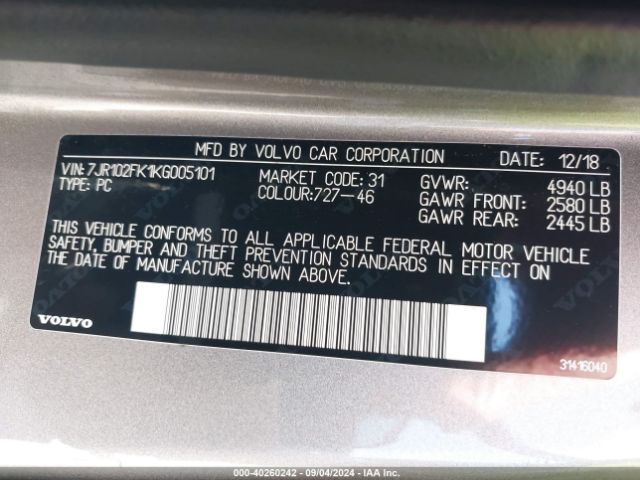 MFD BY VOLVO CAR CORPORATION DATE: 12/18
VIN: 7JR102FK1KG005101 MARKET CODE: 31 GVWR: 4940 LB
TYPE: PC COLOUR: 727-46 GAWR FRONT: 2580 LB
GAWR REAR: 2445 LB
THIS VEHICLE CONFORMS TO ALL APPLICABLE FEDERAL MOTOR VEHICLE
SAFETY, BUMPER AND THEFT PREVENTION STANDARDS IN EFFECT ON
THE DATE OF MANUFACTURE SHOWN ABOVE.
VOLVO
31416040
000-40260242 - 09/04/2024 - IAA Inc.